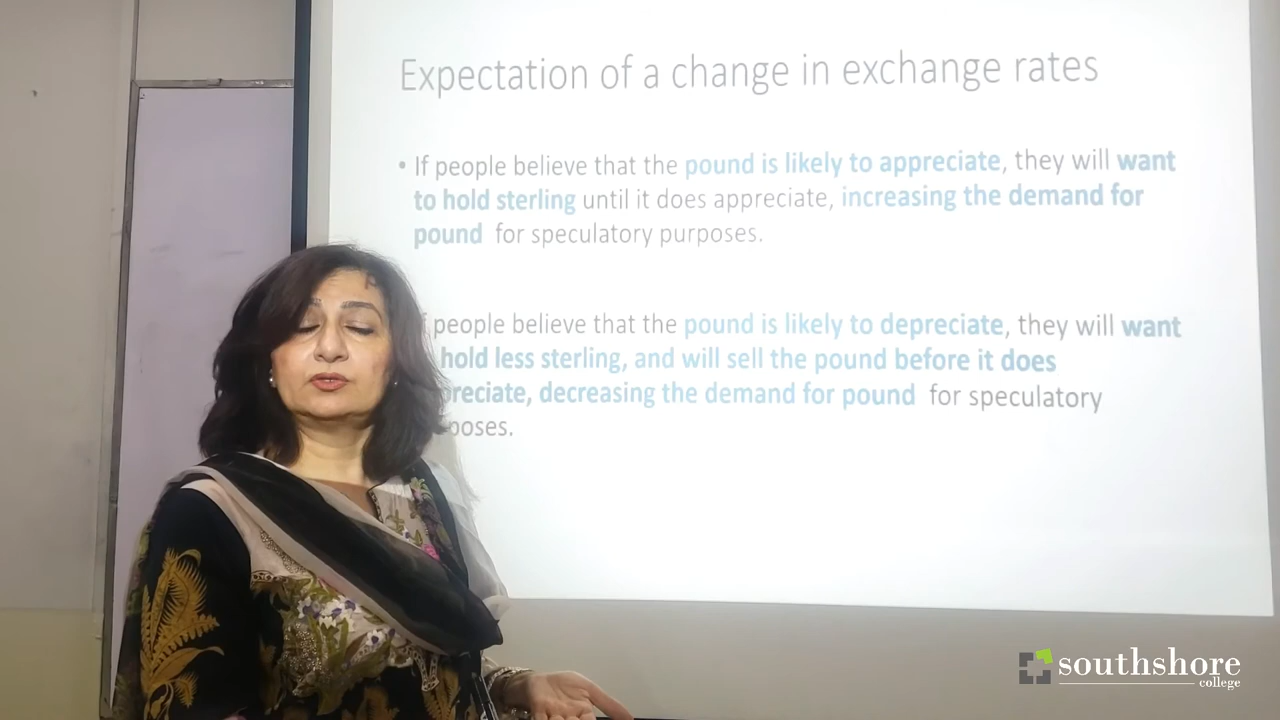 Expectation of a change in exchange rates
• If people believe that the pound is likely to appreciate, they will want
to hold sterling until it does appreciate, increasing the demand for
pound for speculatory purposes.
people believe that the pound is likely to depreciate, they will want
hold less sterling, and will sell the pound before it does
decreasing the demand for pound for speculatory
southshore
college